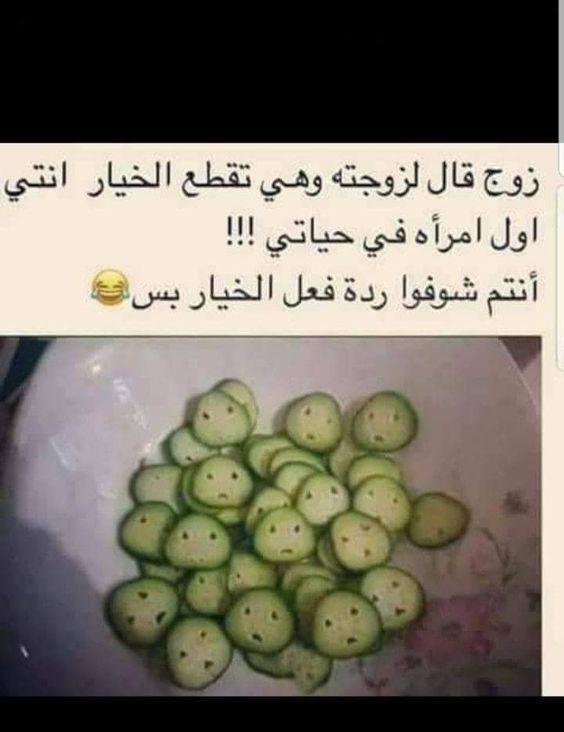 زوج قال لزوجته وهي تقطع الخيار انتي
اول امرأه في حياتي !!!
أنتم شوفوا ردة فعل الخيار بس😂